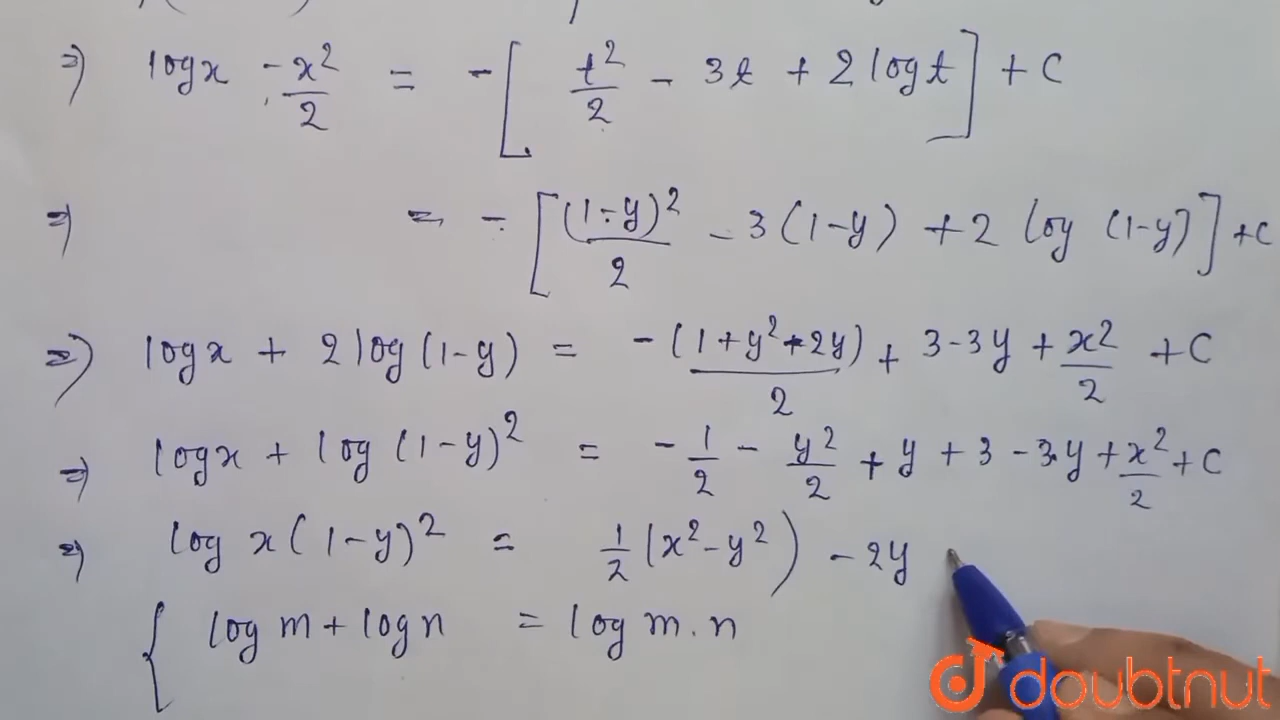 ⇒) log x - x²/2 = -[ t²/2 - 3t + 2 log t ] + C
⇒) = -[ (1-y)²/2 - 3(1-y) + 2 log (1-y) ] + C
⇒) log x + 2 log (1-y) = -(1+y²-2y)/2 + 3-3y + x²/2 + C
⇒) log x + log (1-y)² = -1/2 - y²/2 + y + 3 - 3y + x²/2 + C
⇒) log x (1-y)² = 1/2 (x²-y²) - 2y
{ log m + log n = log m.n
doubtnut